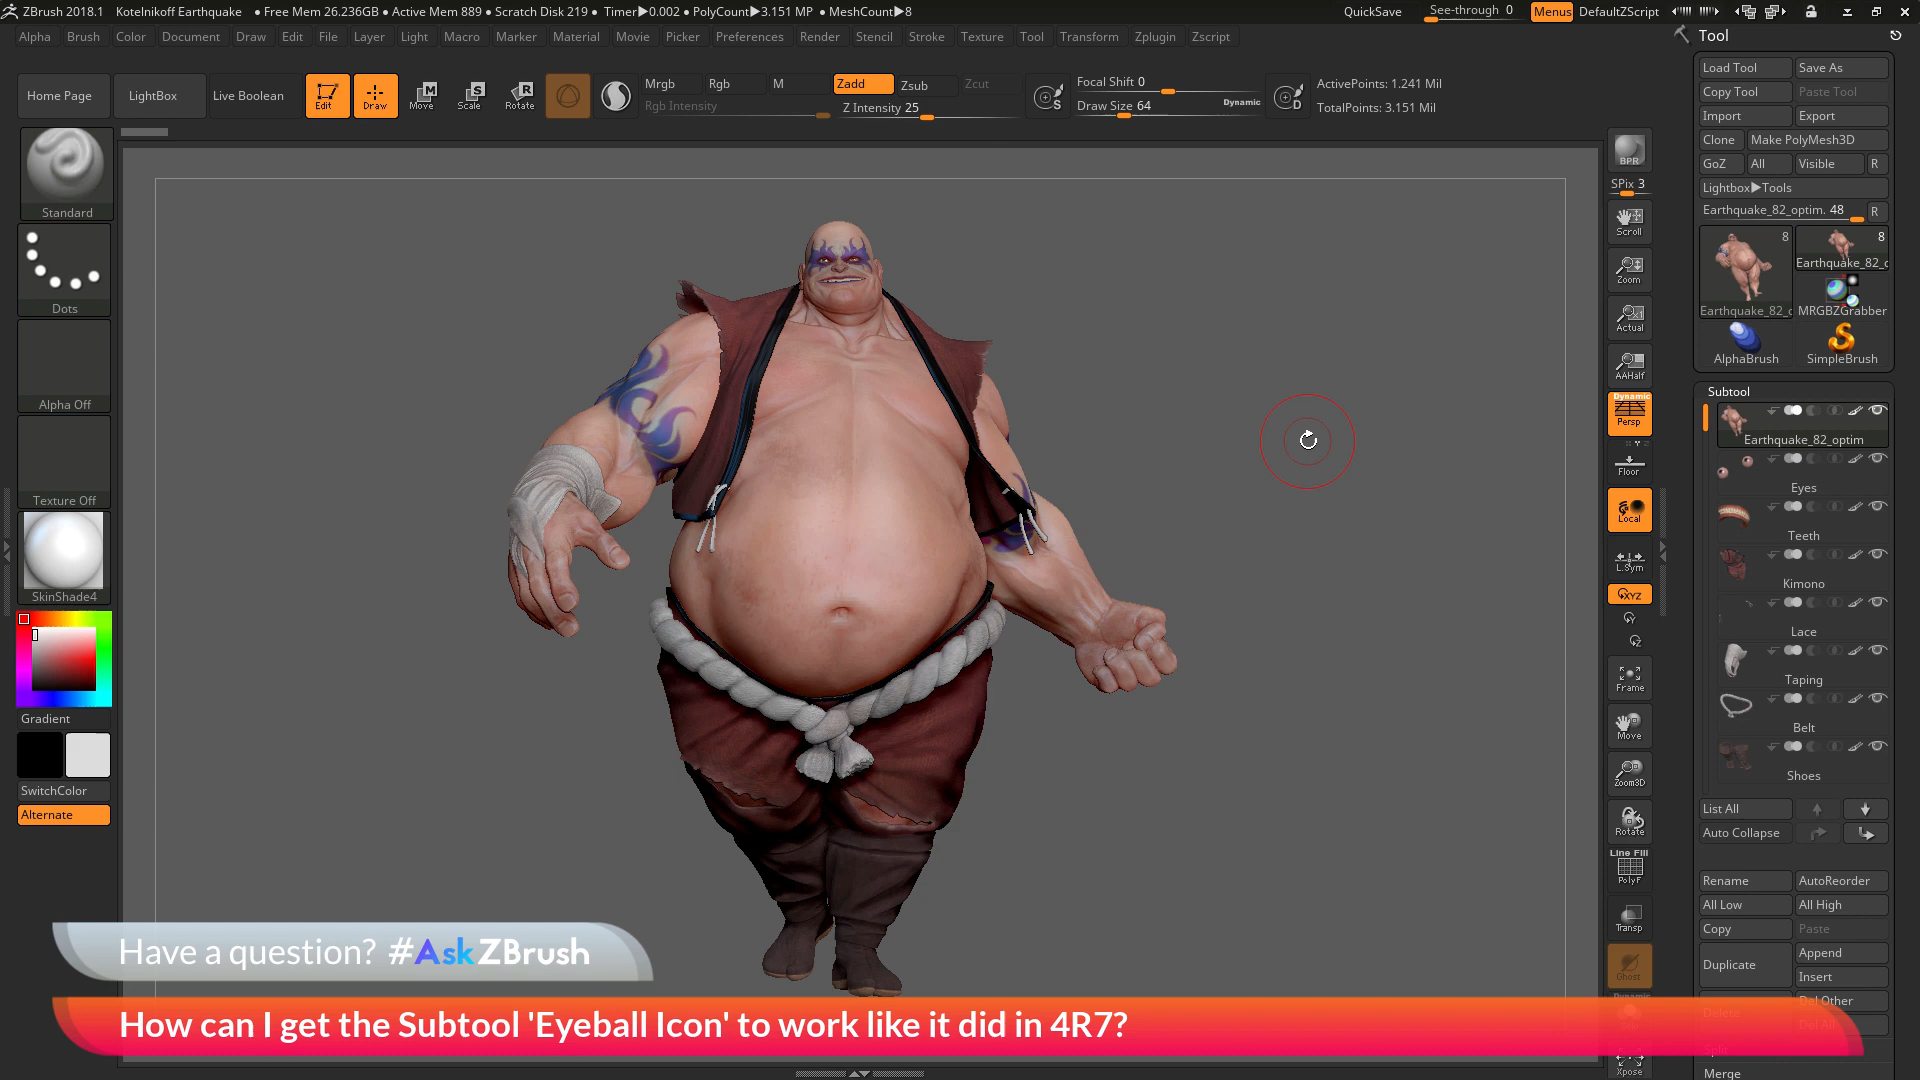 ZBrush 2018.1 Kotelnikoff Earthquake ● Free Mem 26.236GB ● Active Mem 889 ● Scratch Disk 219 ● Timer▶0.002 ● PolyCount▶3.151 MP ● MeshCount▶8 QuickSave See-through 0 Menus DefaultZScript
Alpha Brush Color Document Draw Edit File Layer Light Macro Marker Material Movie Picker Preferences Render Stencil Stroke Texture Tool Transform Zplugin Zscript
Tool
Home Page LightBox Live Boolean Edit Draw Move Scale Rotate
Mrgb Rgb M Zadd Zsub Zcut
Rgb Intensity Z Intensity 25
Focal Shift 0
Draw Size 64 Dynamic
ActivePoints: 1.241 Mil
TotalPoints: 3.151 Mil
S
D
Standard
Dots
Alpha Off
Texture Off
SkinShade4
Gradient
SwitchColor
Alternate
BPR
SPix 3
Scroll
Zoom
Actual
AAHalf
Dynamic
Persp
Floor
Local
L.Sym
XYZ
Y
Z
Frame
Move
Zoom3D
Rotate
Line Fill
PolyF
Transp
Ghost
Dynamic
Xpose
Load Tool Save As
Copy Tool Paste Tool
Import Export
Clone Make PolyMesh3D
GoZ All Visible R
Lightbox▶Tools
Earthquake_82_optim. 48 R
8 8
Earthquake_82_c
Earthquake_82_c MRGBZGrabber
AlphaBrush SimpleBrush
Subtool
Earthquake_82_optim
Eyes
Teeth
Kimono
Lace
Taping
Belt
Shoes
List All
Auto Collapse
Rename AutoReorder
All Low All High
Copy Paste
Duplicate Append
Insert
Delete Del Other
Del All
Split
Merge
Have a question? #AskZBrush
How can I get the Subtool 'Eyeball Icon' to work like it did in 4R7?